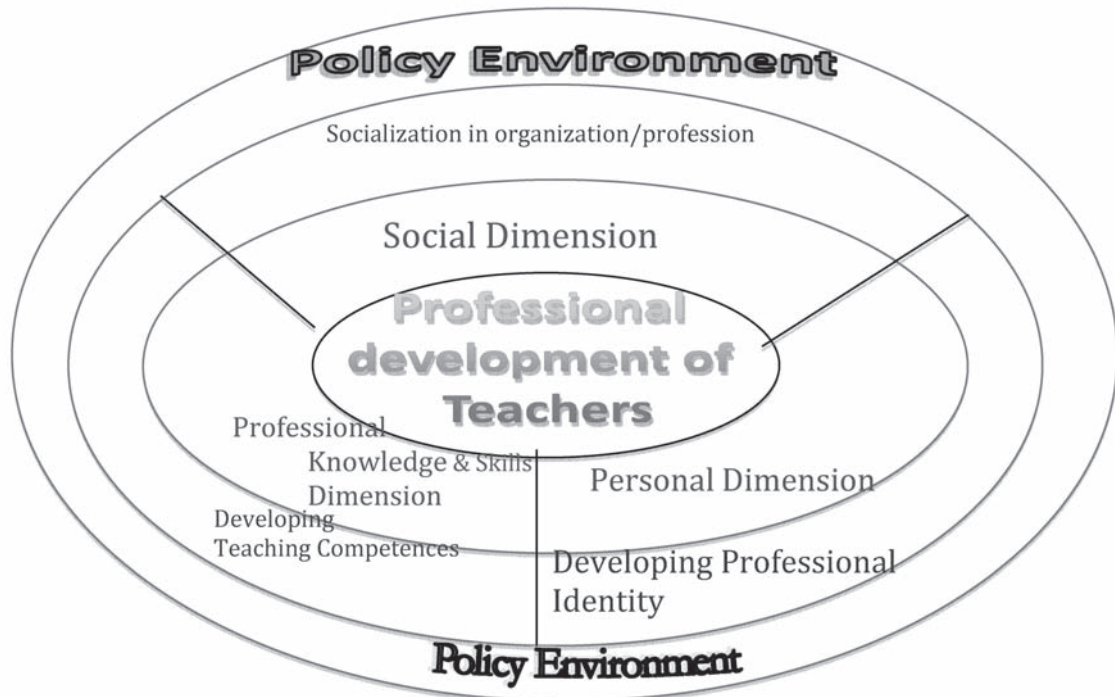 Policy Environment
Socialization in organization/profession
Social Dimension
Professional
development of
Teachers
Professional
Knowledge & Skills
Dimension
Developing
Teaching Competences
Personal Dimension
Developing Professional
Identity
Policy Environment